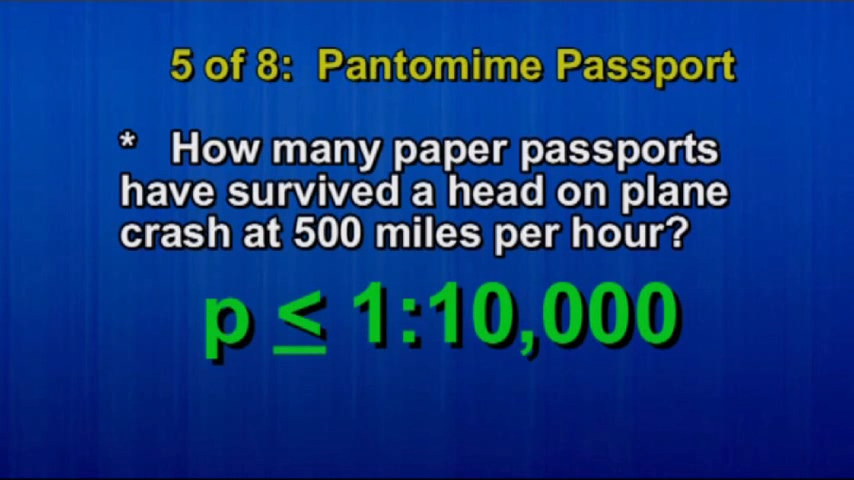 5 of 8:  Pantomime Passport
*   How many paper passports
have survived a head on plane
crash at 500 miles per hour?
p ≤ 1:10,000